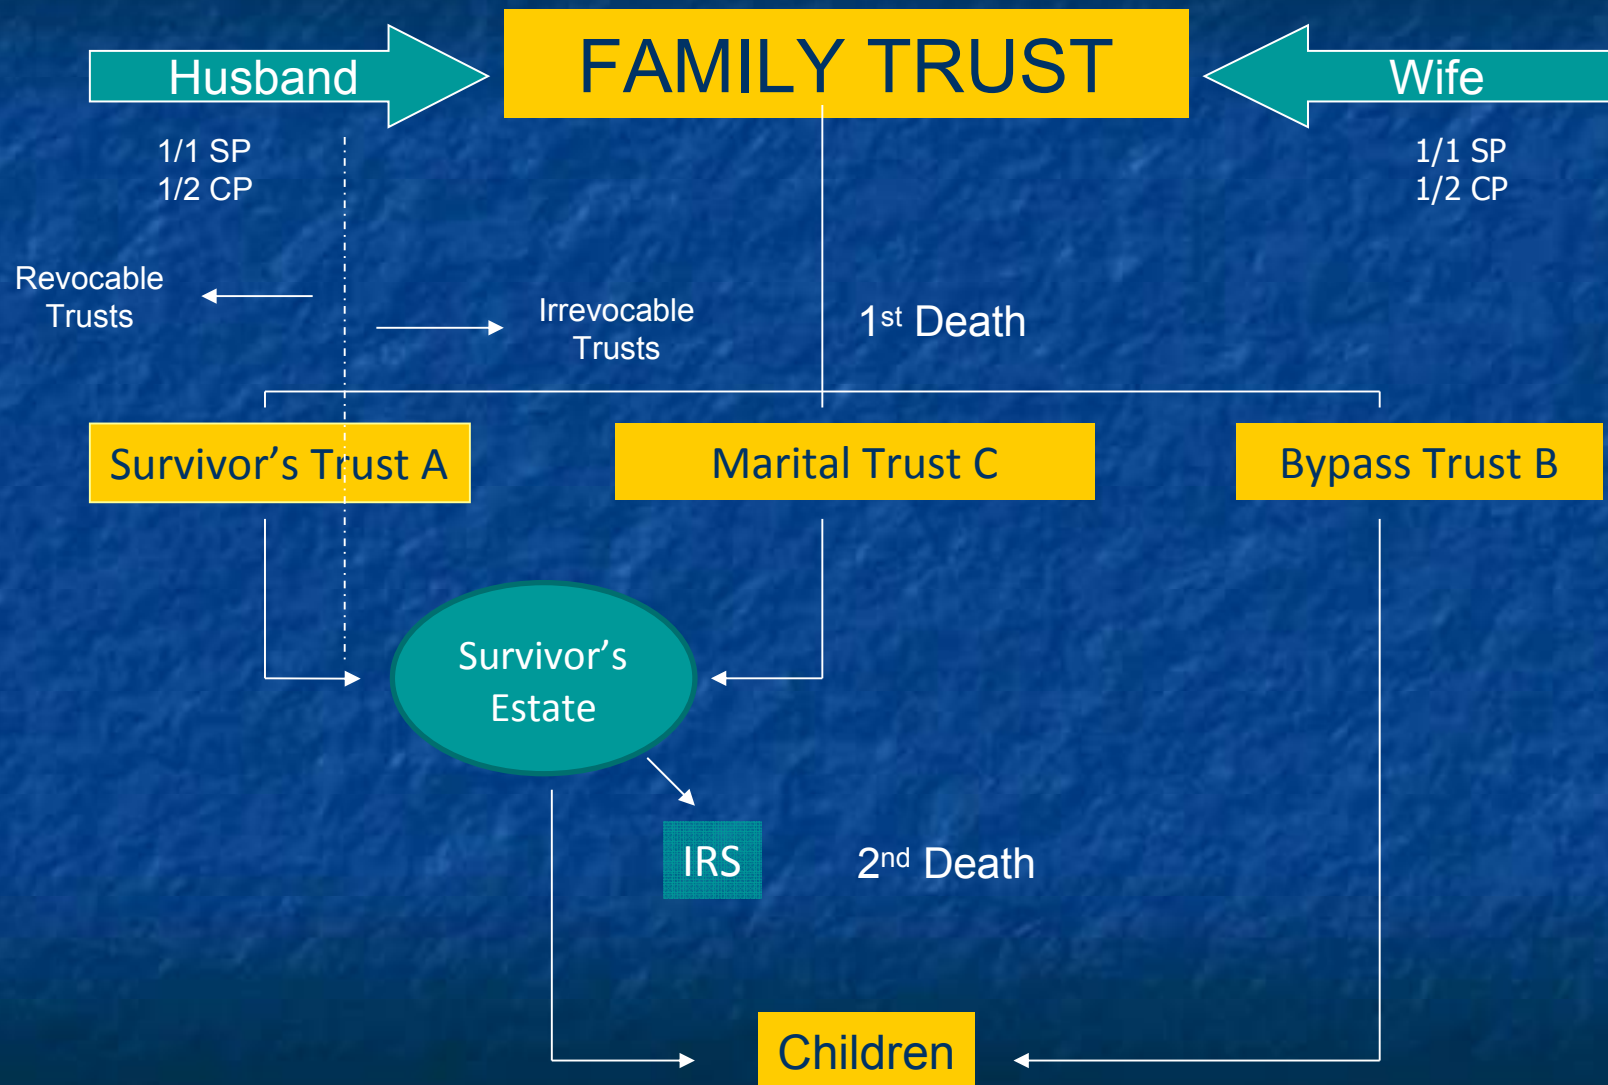 FAMILY TRUST
Husband
Wife
1/1 SP
1/2 CP
1/1 SP
1/2 CP
Revocable
Trusts
Irrevocable
Trusts
1st Death
Survivor’s Trust A
Marital Trust C
Bypass Trust B
Survivor’s
Estate
IRS
2nd Death
Children